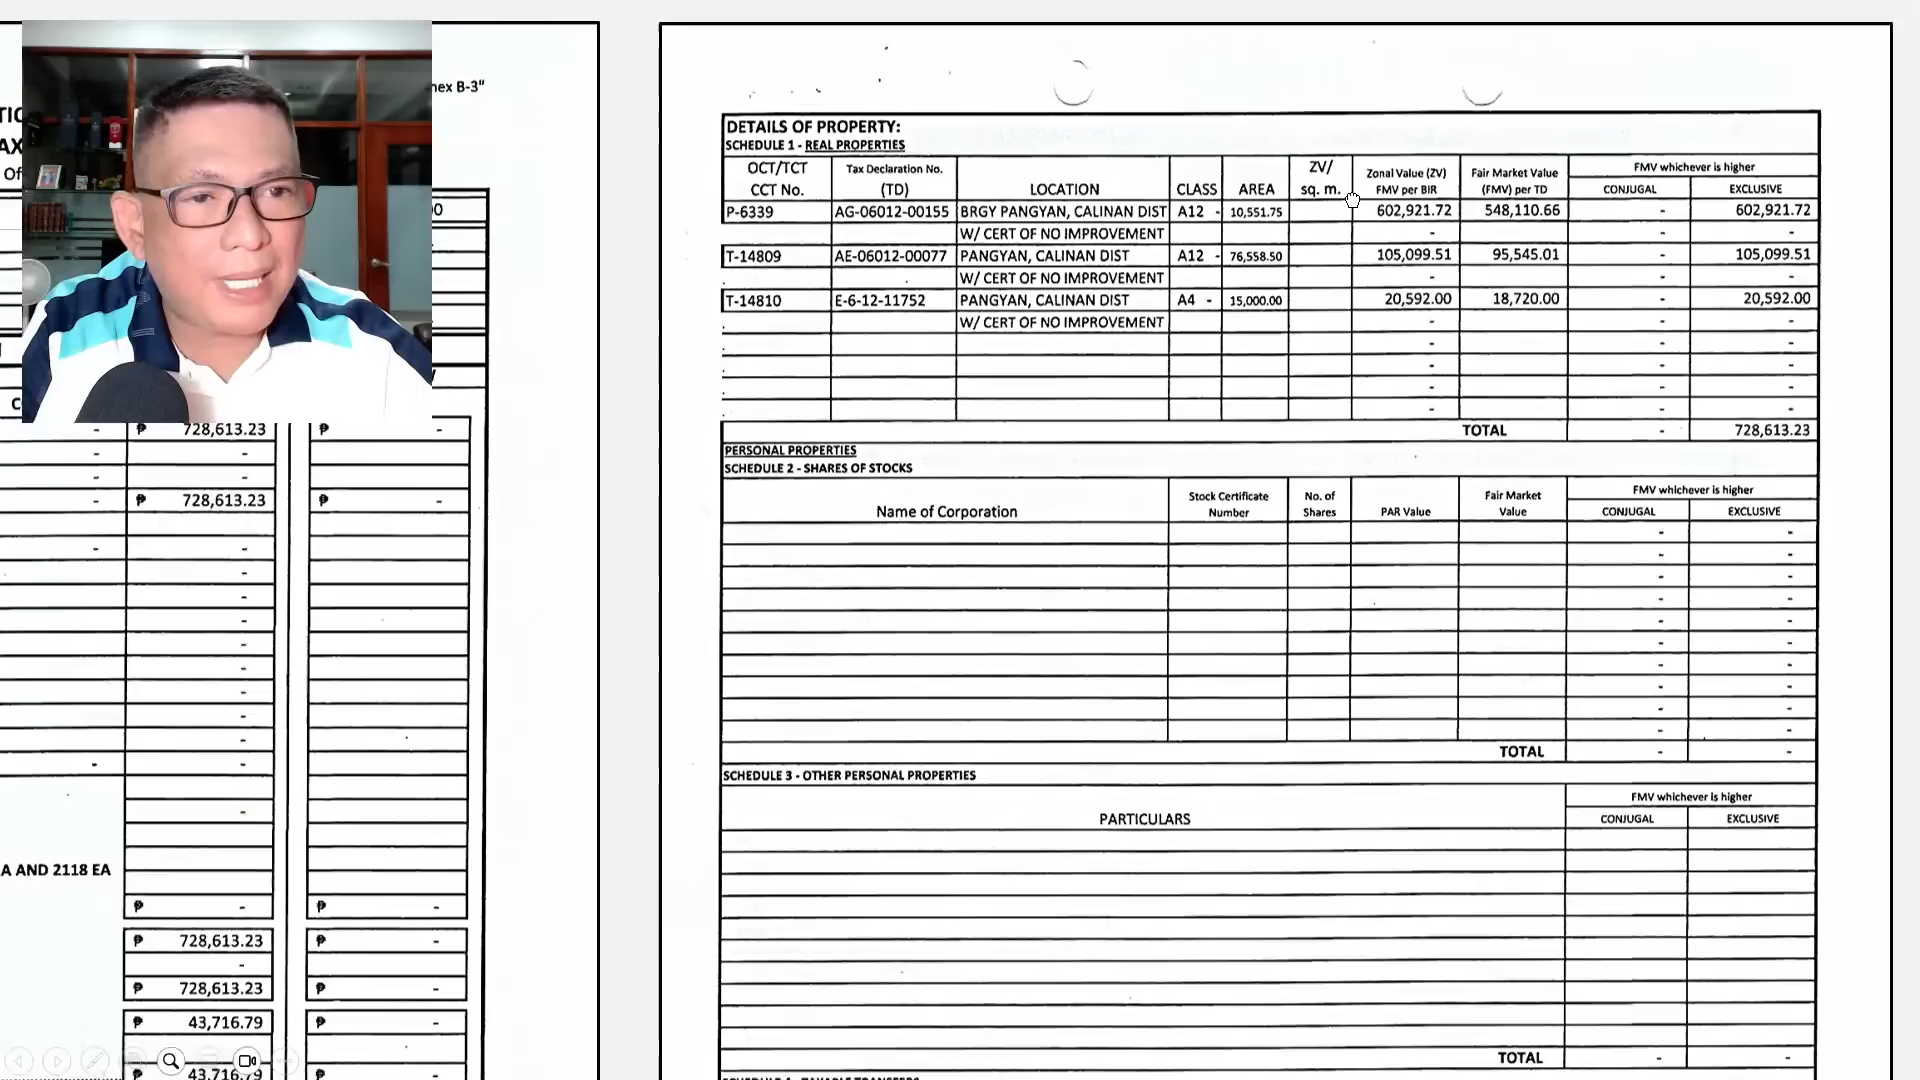 nex B-3"
TIC
AX
Of
0
C
- ₱ 728,613.23 ₱ -
- -
- -
- ₱ 728,613.23 ₱ -
- -
-
-
-
-
-
-
-
-
- -
-
A AND 2118 EA
₱ - ₱ -
₱ 728,613.23 ₱ -
-
₱ 728,613.23 ₱ -
₱ 43,716.79 ₱ -
43,716.79 ₱ -
DETAILS OF PROPERTY:
SCHEDULE 1 - REAL PROPERTIES
OCT/TCT CCT No. Tax Declaration No. (TD) LOCATION CLASS AREA ZV/ sq. m. Zonal Value (ZV) FMV per BIR Fair Market Value (FMV) per TD FMV whichever is higher
CONJUGAL EXCLUSIVE
P-6339 AG-06012-00155 BRGY PANGYAN, CALINAN DIST A12 - 10,551.75 602,921.72 548,110.66 - 602,921.72
W/ CERT OF NO IMPROVEMENT - - -
T-14809 AE-06012-00077 PANGYAN, CALINAN DIST A12 - 76,558.50 105,099.51 95,545.01 - 105,099.51
W/ CERT OF NO IMPROVEMENT - - -
T-14810 E-6-12-11752 PANGYAN, CALINAN DIST A4 - 15,000.00 20,592.00 18,720.00 - 20,592.00
W/ CERT OF NO IMPROVEMENT - - -
- - -
- - -
- - -
- - -
TOTAL - 728,613.23
PERSONAL PROPERTIES
SCHEDULE 2 - SHARES OF STOCKS
Name of Corporation Stock Certificate Number No. of Shares PAR Value Fair Market Value FMV whichever is higher
CONJUGAL EXCLUSIVE
- -
- -
- -
- -
- -
- -
- -
- -
- -
- -
TOTAL - -
SCHEDULE 3 - OTHER PERSONAL PROPERTIES
PARTICULARS FMV whichever is higher
CONJUGAL EXCLUSIVE
TOTAL - -